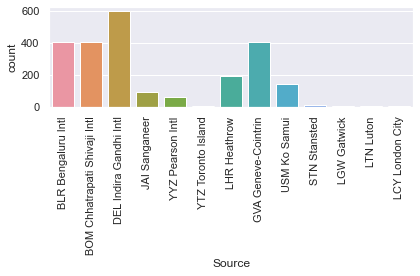 600
400
200
0
count
BLR Bengaluru Intl
BOM Chhatrapati Shivaji Intl
DEL Indira Gandhi Intl
JAI Sanganeer
YYZ Pearson Intl
YTZ Toronto Island
LHR Heathrow
GVA Geneve-Cointrin
USM Ko Samui
STN Stansted
LGW Gatwick
LTN Luton
LCY London City
Source